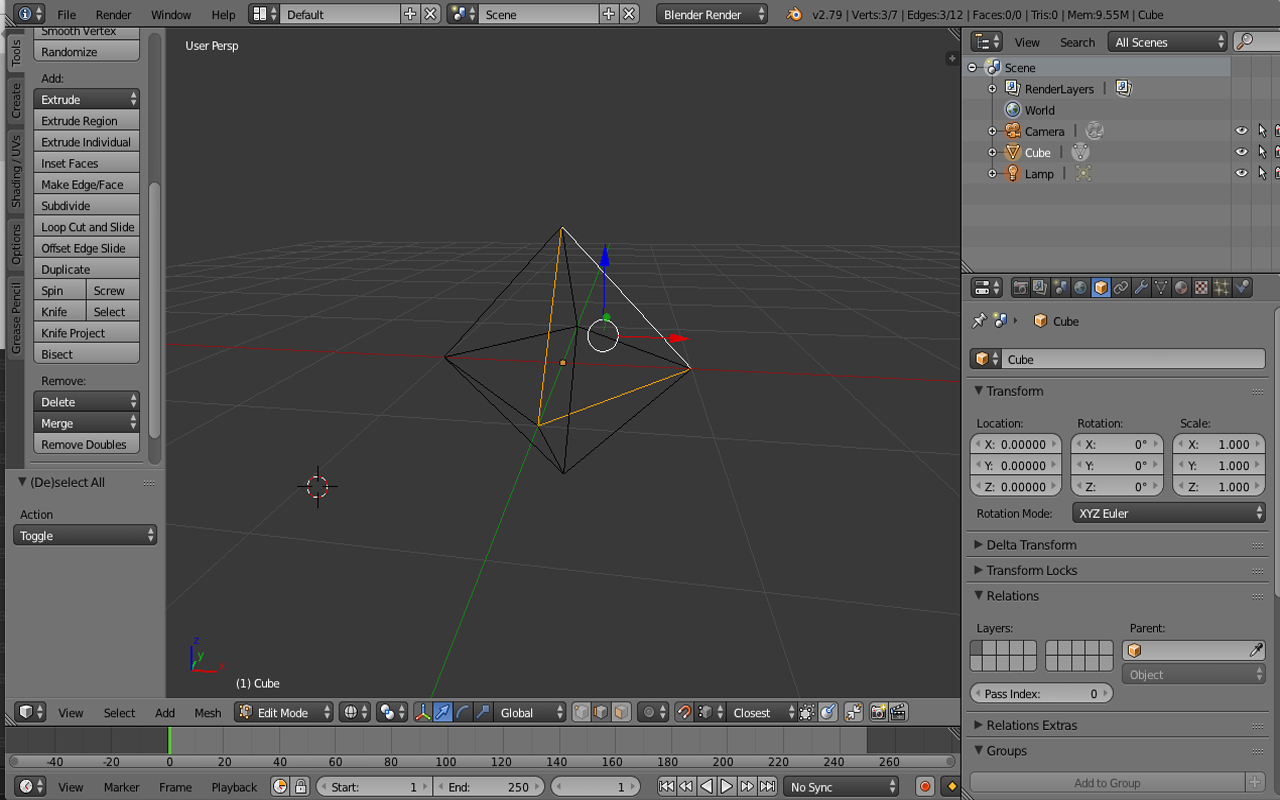 File Render Window Help Default Scene Blender Render v2.79 | Verts:3/7 | Edges:3/12 | Faces:0/0 | Tris:0 | Mem:9.55M | Cube
Tools
Create
Shading / UVs
Options
Grease Pencil
Smooth Vertex
Randomize
Add:
Extrude
Extrude Region
Extrude Individual
Inset Faces
Make Edge/Face
Subdivide
Loop Cut and Slide
Offset Edge Slide
Duplicate
Spin Screw
Knife Select
Knife Project
Bisect
Remove:
Delete
Merge
Remove Doubles
(De)select All
Action
Toggle
User Persp
z
y
x
(1) Cube
View Select Add Mesh Edit Mode Global Closest
-40 -20 0 20 40 60 80 100 120 140 160 180 200 220 240 260
View Marker Frame Playback Start: 1 End: 250 1 No Sync
View Search All Scenes
Scene
RenderLayers |
World
Camera |
Cube |
Lamp |
Cube
Cube
Transform
Location: Rotation: Scale:
X: 0.00000 X: 0° X: 1.000
Y: 0.00000 Y: 0° Y: 1.000
Z: 0.00000 Z: 0° Z: 1.000
Rotation Mode: XYZ Euler
Delta Transform
Transform Locks
Relations
Layers: Parent:
Object
Pass Index: 0
Relations Extras
Groups
Add to Group